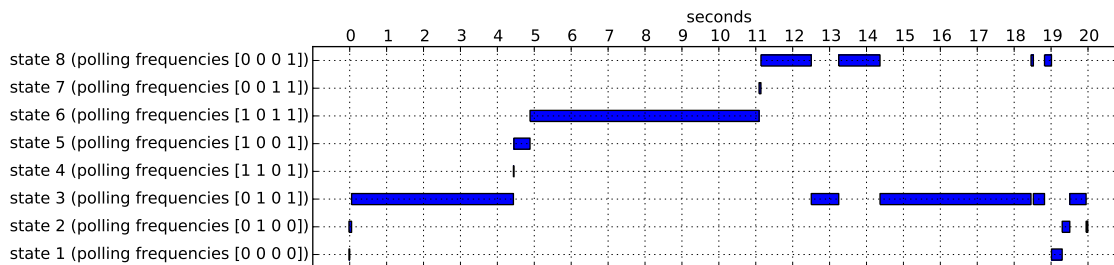 seconds
0 1 2 3 4 5 6 7 8 9 10 11 12 13 14 15 16 17 18 19 20
state 8 (polling frequencies [0 0 0 1])
state 7 (polling frequencies [0 0 1 1])
state 6 (polling frequencies [1 0 1 1])
state 5 (polling frequencies [1 0 0 1])
state 4 (polling frequencies [1 1 0 1])
state 3 (polling frequencies [0 1 0 1])
state 2 (polling frequencies [0 1 0 0])
state 1 (polling frequencies [0 0 0 0])